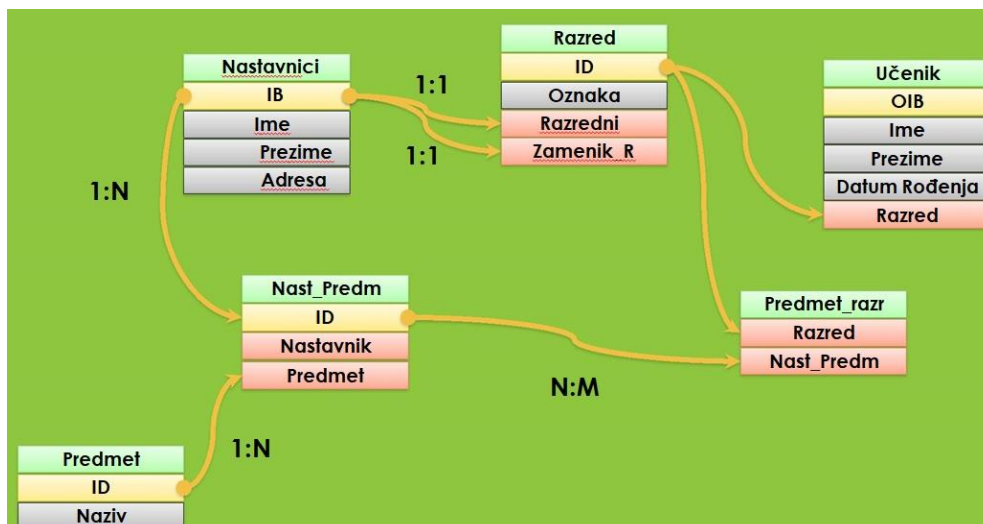 Nastavnici
IB
Ime
Prezime
Adresa
1:1
1:1
Razred
ID
Oznaka
Razredni
Zamenik_R
Učenik
OIB
Ime
Prezime
Datum Rođenja
Razred
1:N
Nast_Predm
ID
Nastavnik
Predmet
N:M
Predmet_razr
Razred
Nast_Predm
1:N
Predmet
ID
Naziv